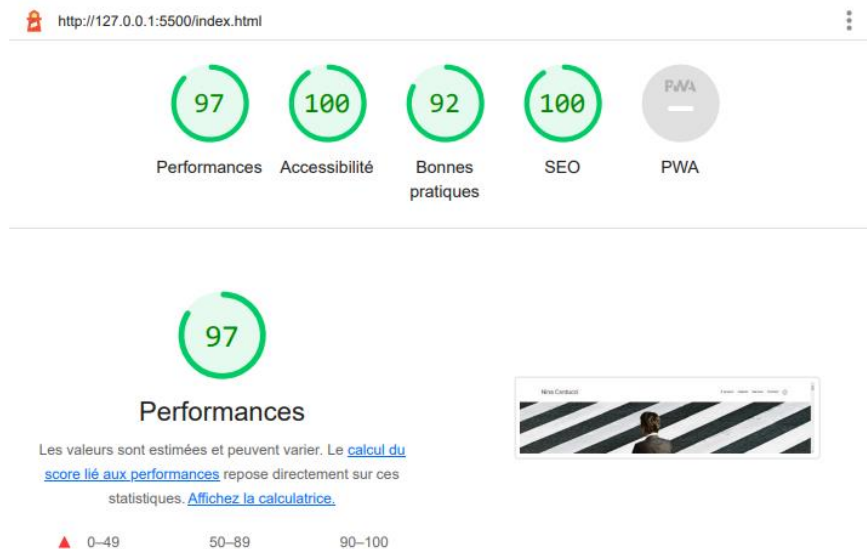 http://127.0.0.1:5500/index.html
97
100
92
100
PWA
Performances
Accessibilité
Bonnes
pratiques
SEO
PWA
97
Performances
Les valeurs sont estimées et peuvent varier. Le calcul du
score lié aux performances repose directement sur ces
statistiques. Affichez la calculatrice.
0–49
50–89
90–100
Nina Carducci